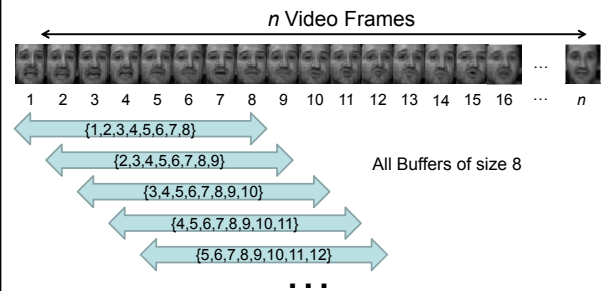 n Video Frames
... 
1 2 3 4 5 6 7 8 9 10 11 12 13 14 15 16 ... n
{1,2,3,4,5,6,7,8}
{2,3,4,5,6,7,8,9}
All Buffers of size 8
{3,4,5,6,7,8,9,10}
{4,5,6,7,8,9,10,11}
{5,6,7,8,9,10,11,12}
...